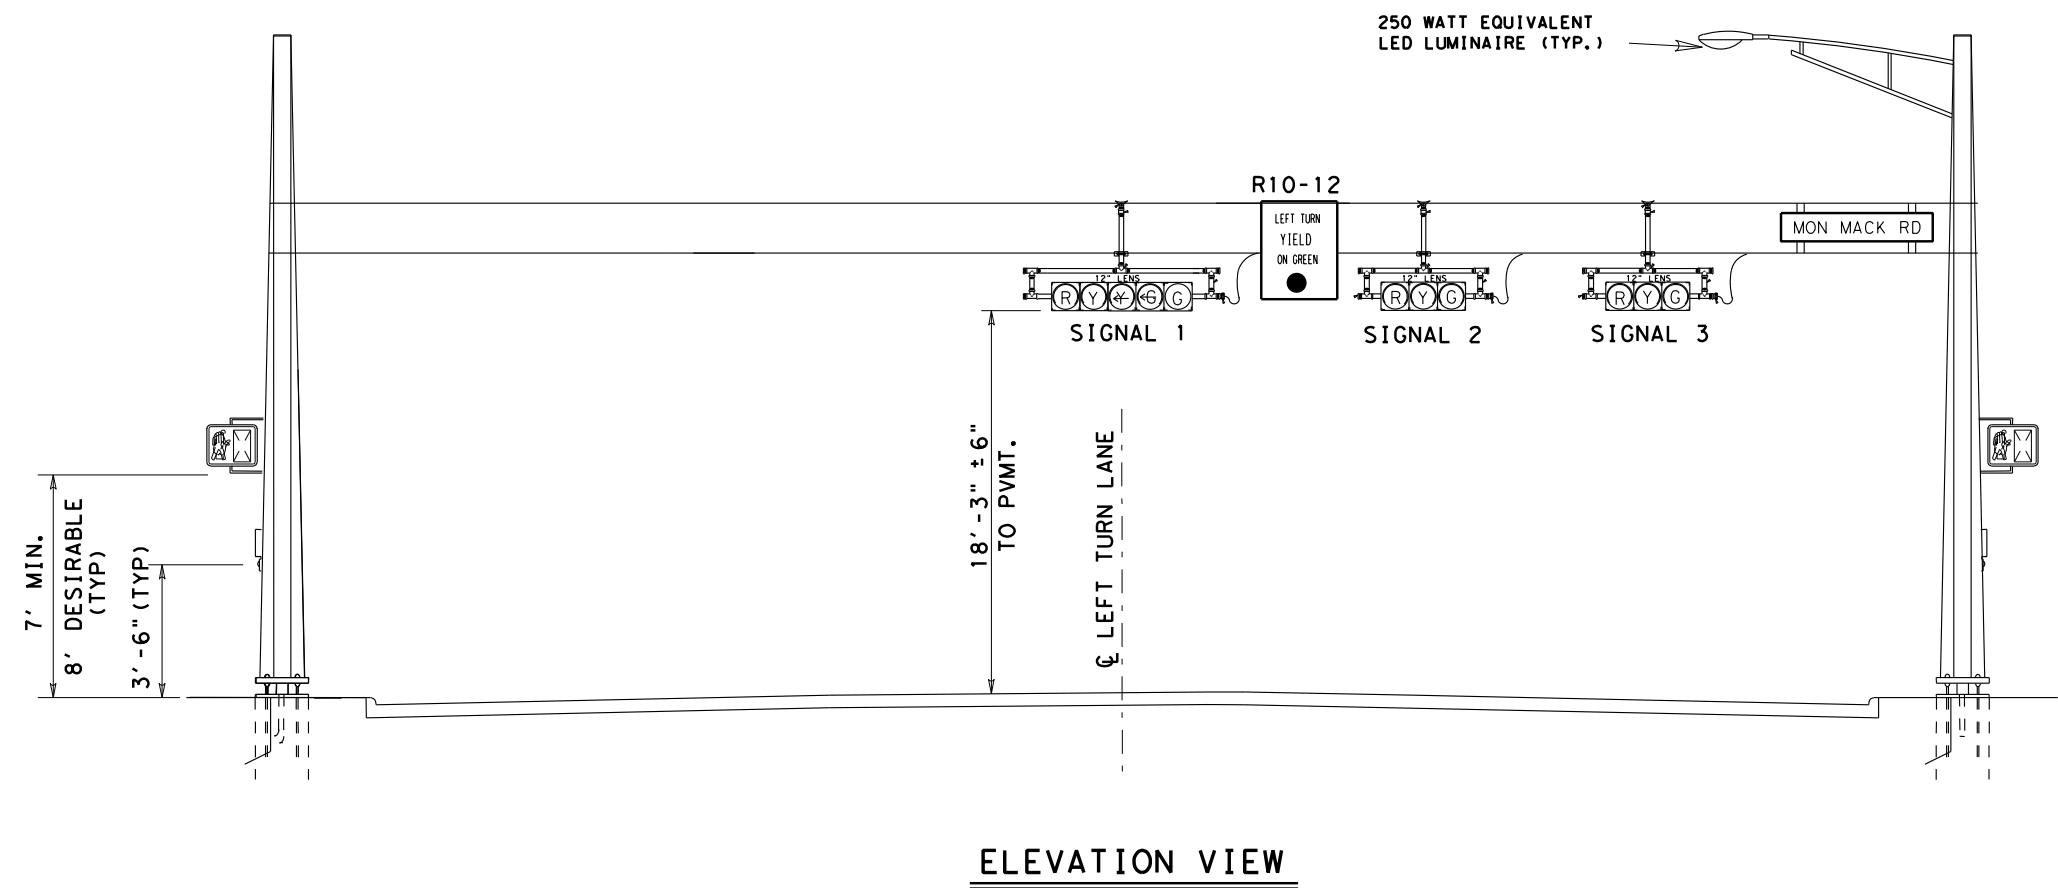 250 WATT EQUIVALENT
LED LUMINAIRE (TYP.)
R10-12
LEFT TURN
YIELD
ON GREEN
MON MACK RD
12" LENS
R Y Y G G
SIGNAL 1
12" LENS
R Y G
SIGNAL 2
12" LENS
R Y G
SIGNAL 3
7' MIN.
8' DESIRABLE
(TYP)
3'-6" (TYP)
18'-3" ±6"
TO PVMT.
℄ LEFT TURN LANE
ELEVATION VIEW